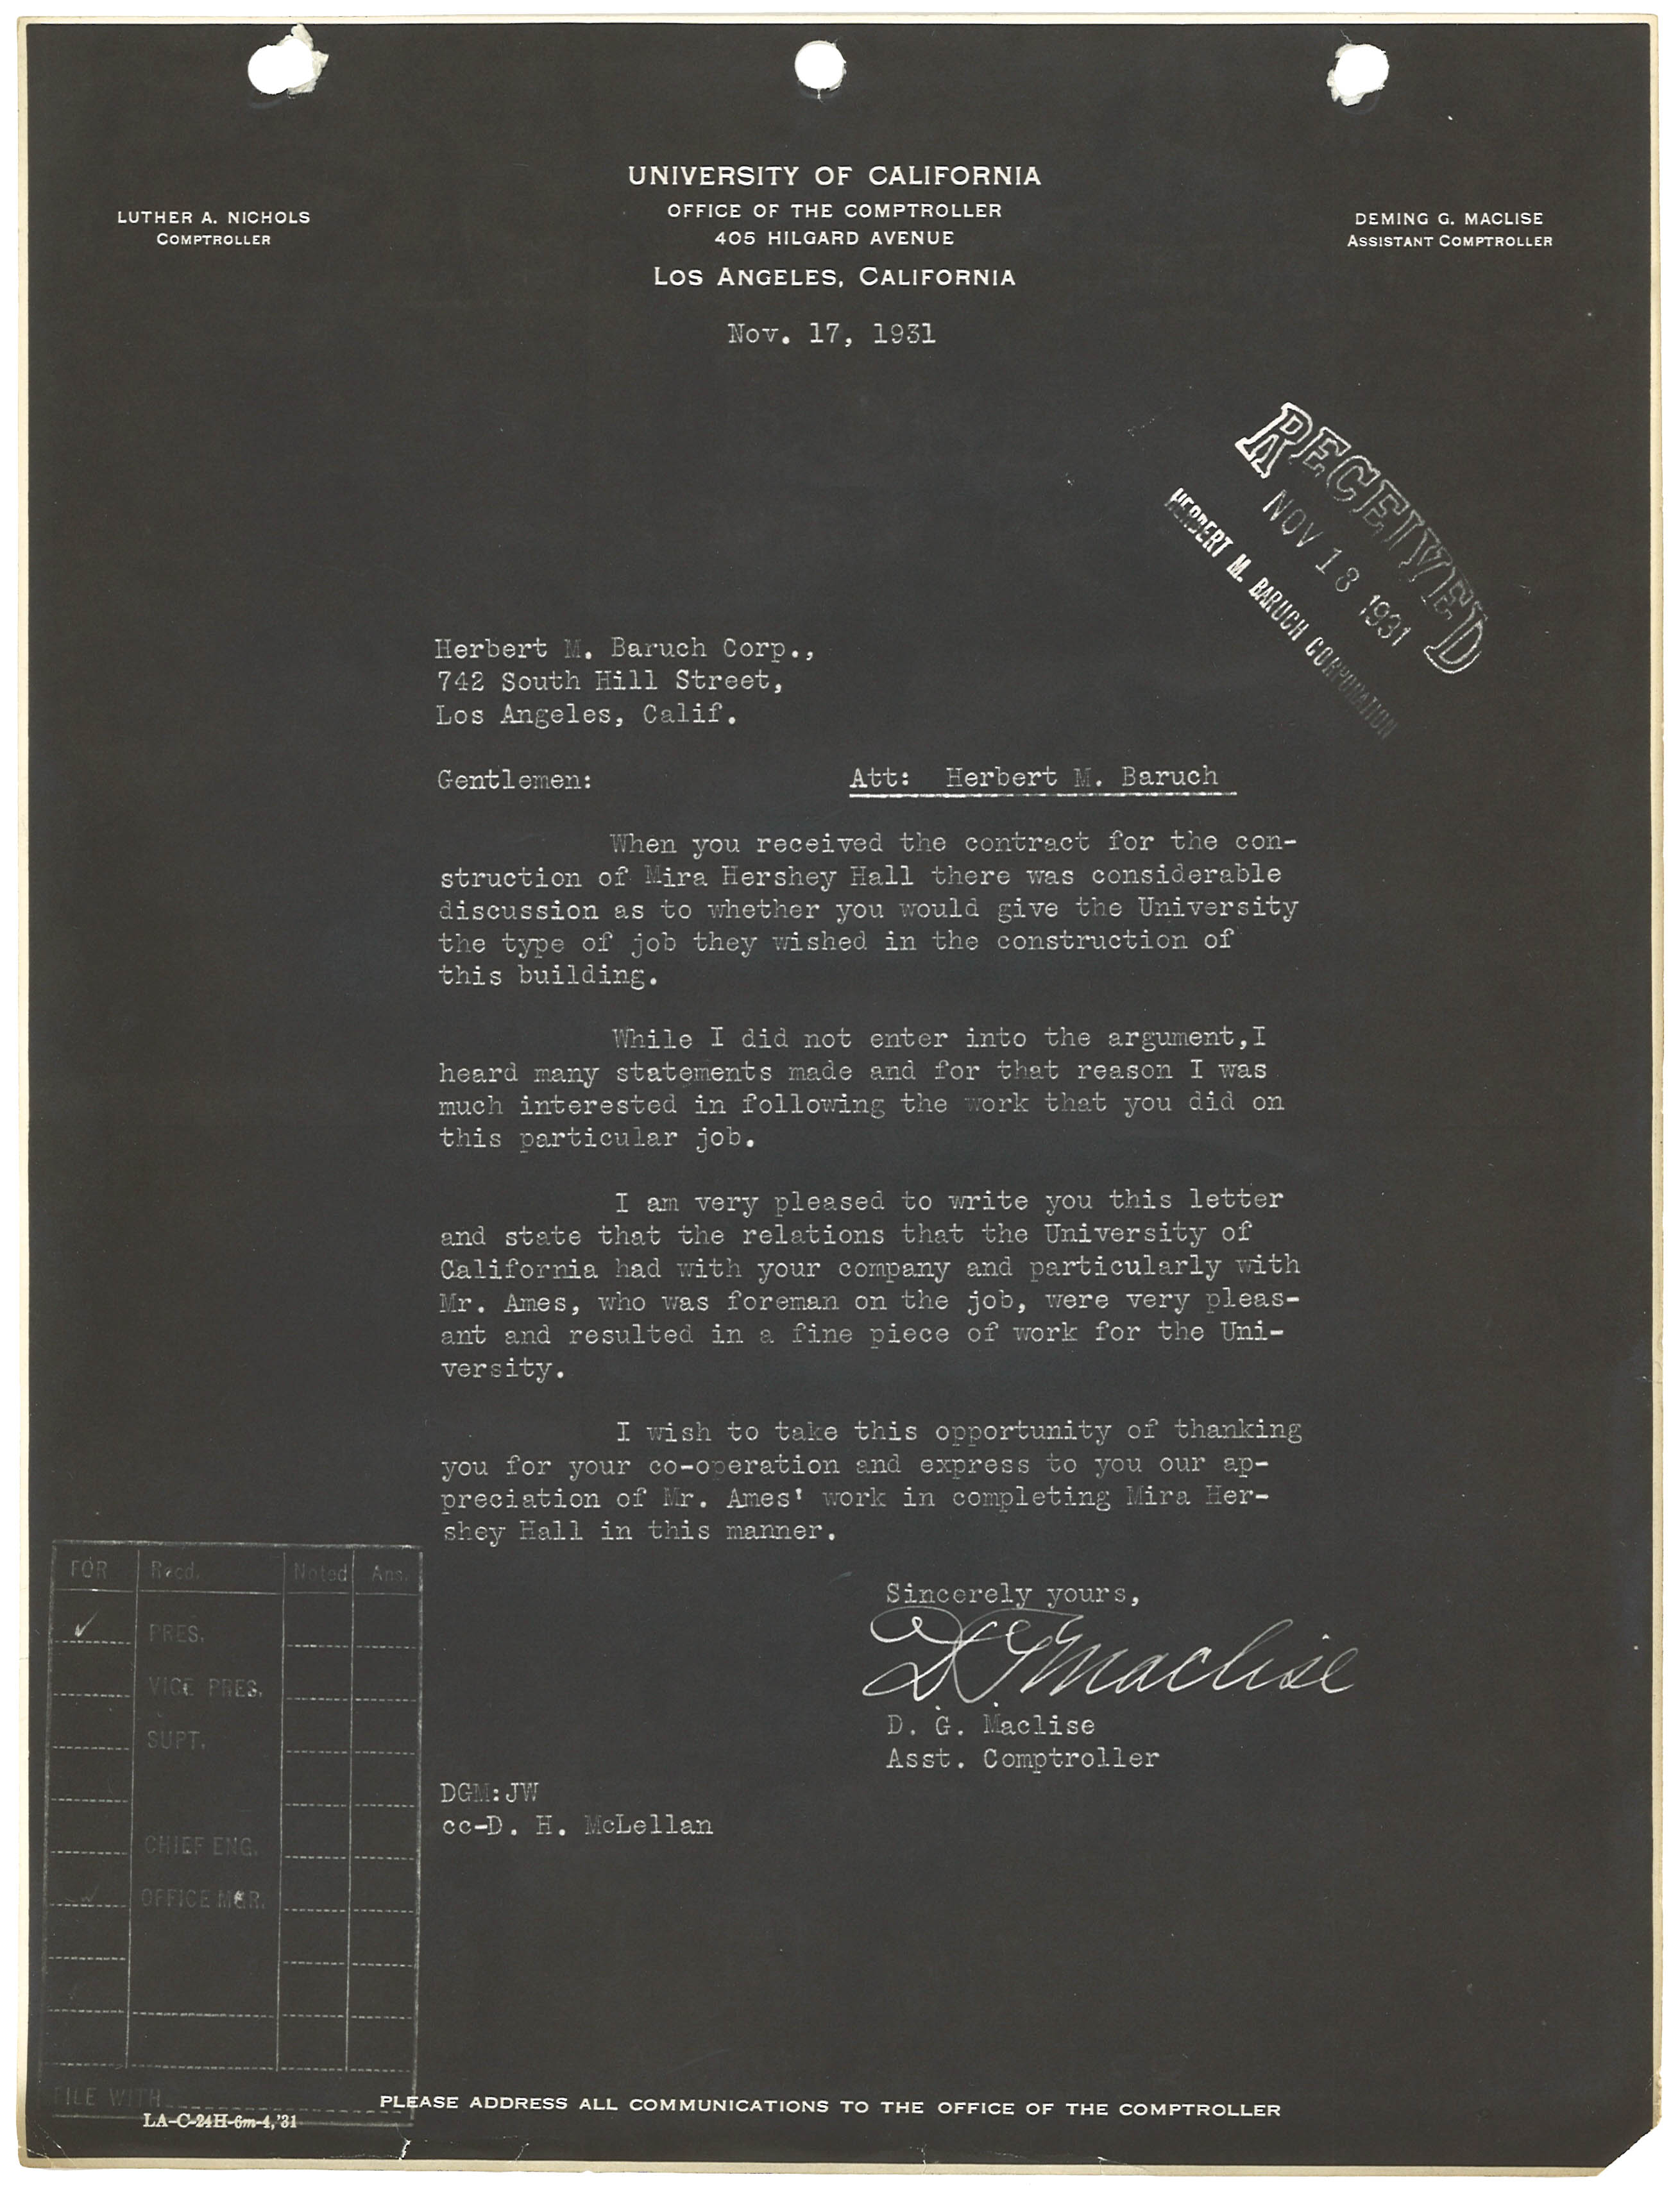 UNIVERSITY OF CALIFORNIA
OFFICE OF THE COMPTROLLER
405 HILGARD AVENUE
LOS ANGELES, CALIFORNIA
LUTHER A. NICHOLS
COMPTROLLER
DEMING G. MACLISE
ASSISTANT COMPTROLLER
Nov. 17, 1931
RECEIVED
NOV 18 1931
HERBERT M. BARUCH CORPORATION
Herbert M. Baruch Corp.,
742 South Hill Street,
Los Angeles, Calif.
Gentlemen:
Att: Herbert M. Baruch
When you received the contract for the con-
struction of Mira Hershey Hall there was considerable
discussion as to whether you would give the University
the type of job they wished in the construction of
this building.
While I did not enter into the argument,I
heard many statements made and for that reason I was
much interested in following the work that you did on
this particular job.
I am very pleased to write you this letter
and state that the relations that the University of
California had with your company and particularly with
Mr. Ames, who was foreman on the job, were very pleas-
ant and resulted in a fine piece of work for the Uni-
versity.
I wish to take this opportunity of thanking
you for your co-operation and express to you our ap-
preciation of Mr. Ames' work in completing Mira Her-
shey Hall in this manner.
Sincerely yours,
DG Maclise
D. G. Maclise
Asst. Comptroller
DGM:JW
cc-D. H. McLellan
FOR Recd. Noted Ans.
✓ PRES.
VICE PRES.
SUPT.
CHIEF ENG.
OFFICE MGR.
FILE WITH
LA-C-24H-6m-4,'31
PLEASE ADDRESS ALL COMMUNICATIONS TO THE OFFICE OF THE COMPTROLLER